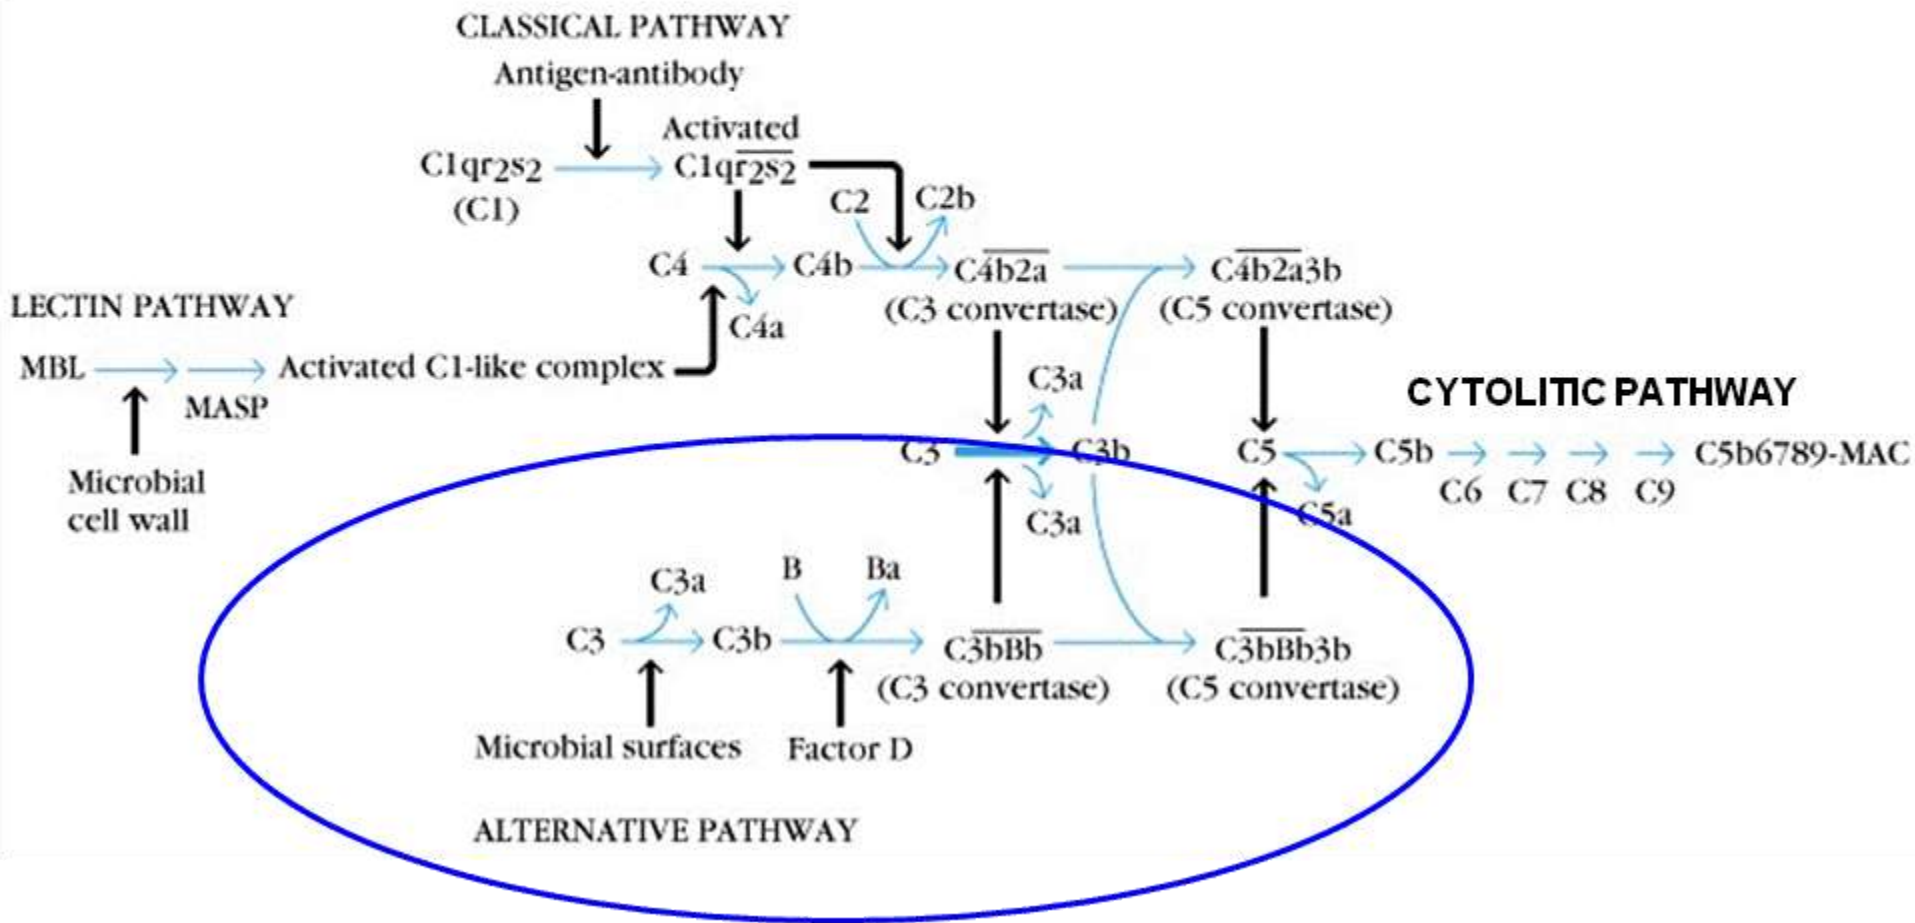 CLASSICAL PATHWAY
Antigen-antibody
Activated
C1qr2s2
C1qr2s2
(C1)
C2
C2b
C4
C4b
C4b2a
C4b2a3b
(C3 convertase)
(C5 convertase)
LECTIN PATHWAY
C4a
MBL
Activated C1-like complex
MASP
C3a
CYTOLITIC PATHWAY
C3
C3b
C5
C5b
C5b6789-MAC
C6
C7
C8
C9
Microbial
cell wall
C3a
C5a
C3a
B
Ba
C3
C3b
C3bBb
C3bBb3b
(C3 convertase)
(C5 convertase)
Microbial surfaces
Factor D
ALTERNATIVE PATHWAY